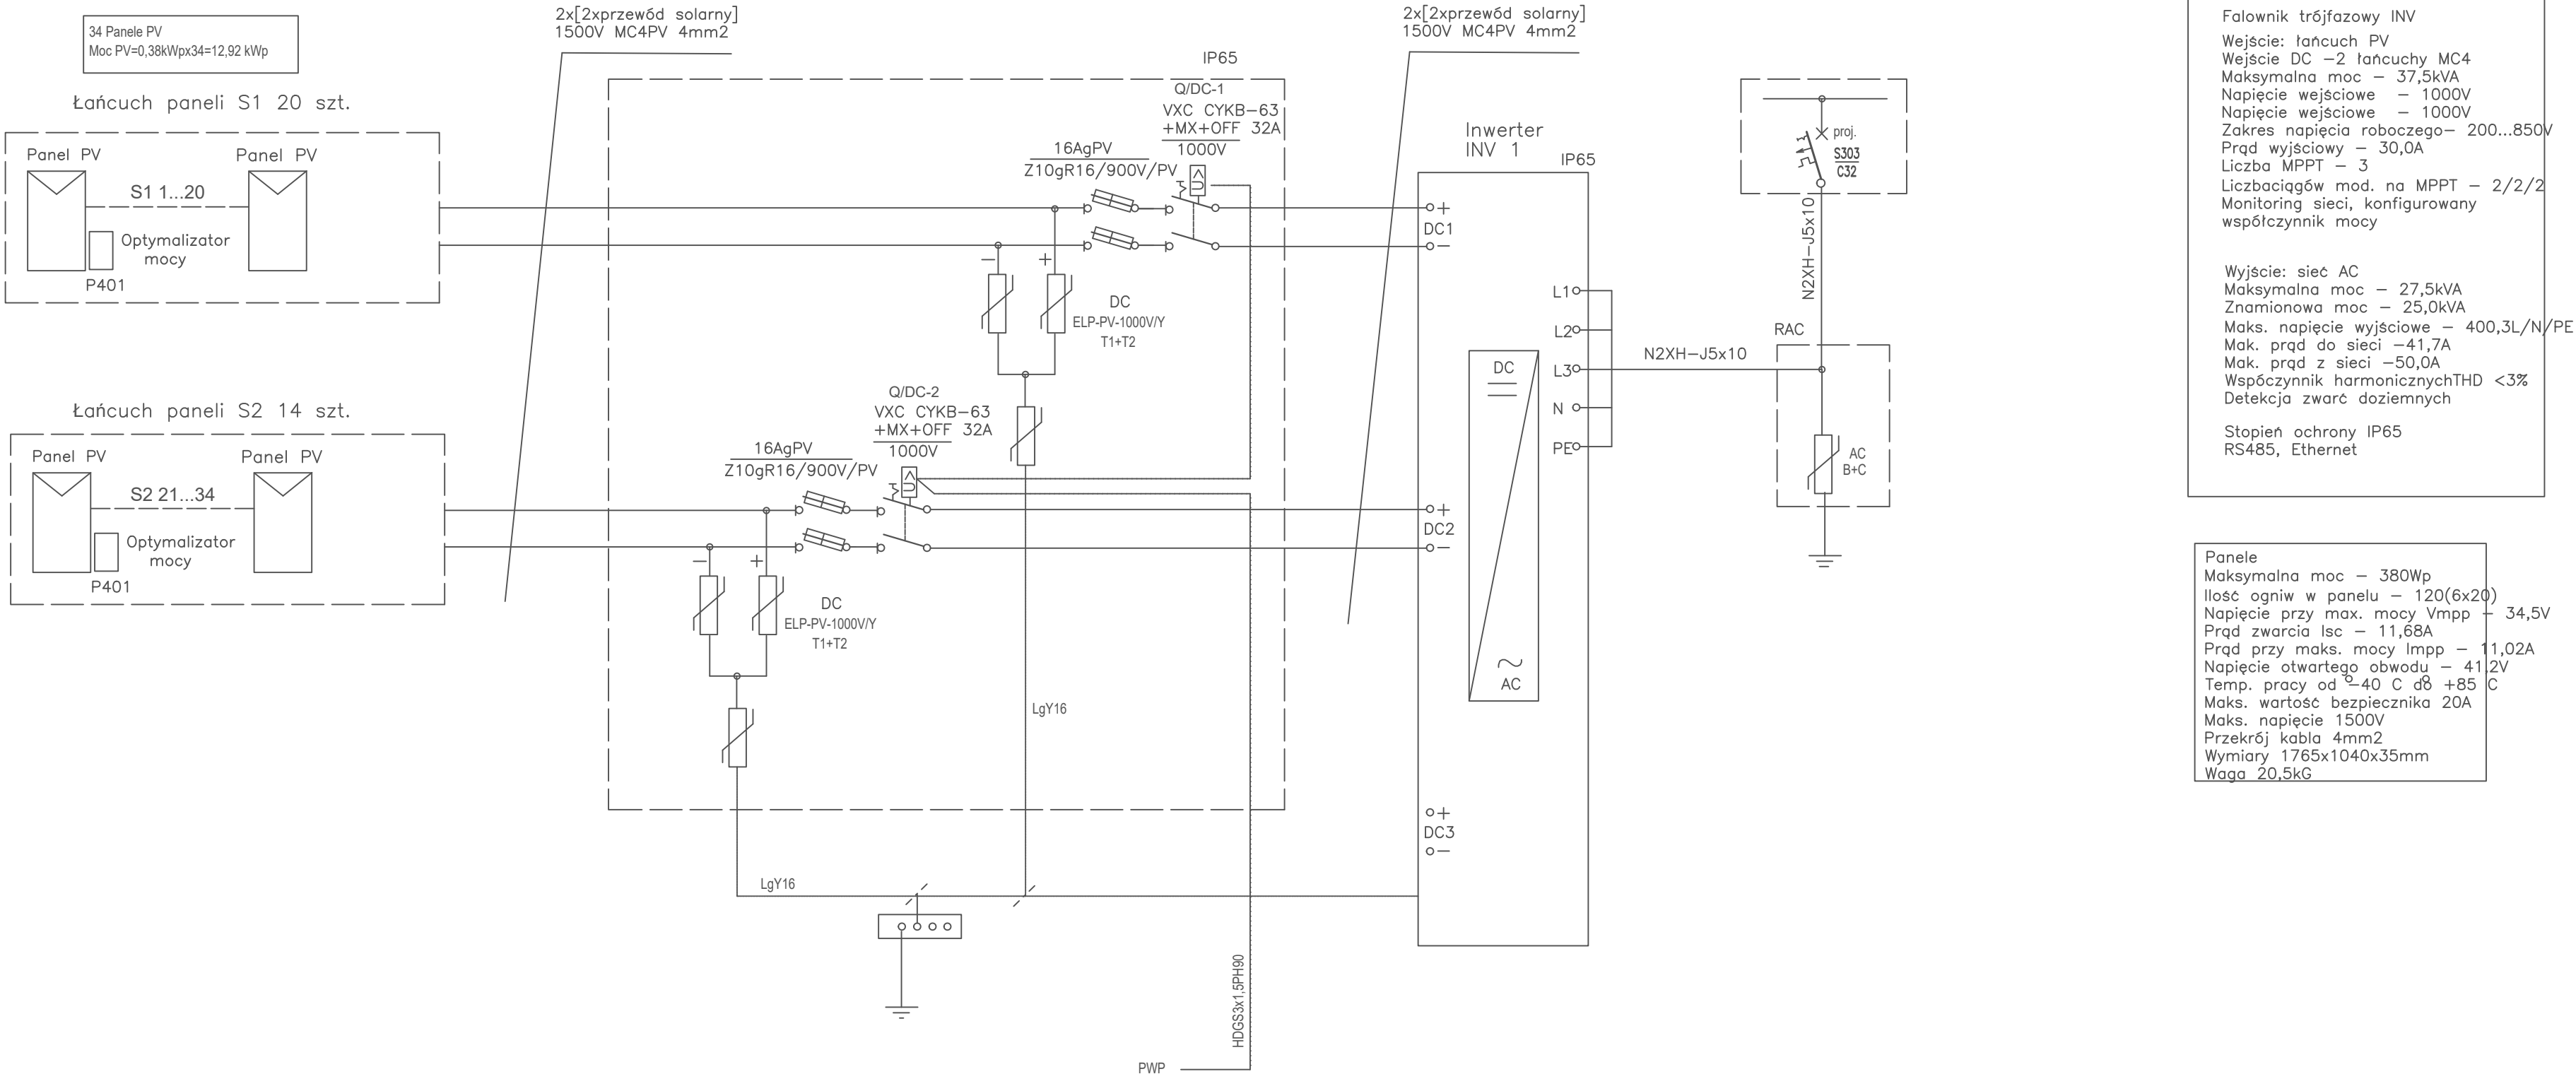 34 Panele PV
Moc PV=0,38kWpx34=12,92 kWp
Łańcuch paneli S1 20 szt.
Panel PV
Panel PV
S1 1...20
Optymalizator
mocy
P401
Łańcuch paneli S2 14 szt.
Panel PV
Panel PV
S2 21...34
Optymalizator
mocy
P401
2x[2xprzewód solarny]
1500V MC4PV 4mm2
IP65
Q/DC-1
VXC CYKB-63
+MX+OFF 32A
1000V
16AgPV
Z10gR16/900V/PV
U>
- +
DC
ELP-PV-1000V/Y
T1+T2
Q/DC-2
VXC CYKB-63
+MX+OFF 32A
1000V
16AgPV
Z10gR16/900V/PV
U>
- +
DC
ELP-PV-1000V/Y
T1+T2
LgY16
LgY16
HDGS3x1,5PH90
PWP
2x[2xprzewód solarny]
1500V MC4PV 4mm2
Inwerter
INV 1
IP65
+
DC1
-
L1
L2
L3
N
PE
DC
AC
+
DC2
-
+
DC3
-
N2XH-J5x10
proj.
S303
C32
N2XH-J5x10
RAC
AC
B+C
Falownik trójfazowy INV
Wejście: łańcuch PV
Wejście DC -2 łańcuchy MC4
Maksymalna moc - 37,5kVA
Napięcie wejściowe - 1000V
Napięcie wejściowe - 1000V
Zakres napięcia roboczego- 200...850V
Prąd wyjściowy - 30,0A
Liczba MPPT - 3
Liczbaciągów mod. na MPPT - 2/2/2
Monitoring sieci, konfigurowany
współczynnik mocy
Wyjście: sieć AC
Maksymalna moc - 27,5kVA
Znamionowa moc - 25,0kVA
Maks. napięcie wyjściowe - 400,3L/N/PE
Mak. prąd do sieci -41,7A
Mak. prąd z sieci -50,0A
Wspóczynnik harmonicznychTHD <3%
Detekcja zwarć doziemnych
Stopień ochrony IP65
RS485, Ethernet
Panele
Maksymalna moc - 380Wp
Ilość ogniw w panelu - 120(6x20)
Napięcie przy max. mocy Vmpp - 34,5V
Prąd zwarcia Isc - 11,68A
Prąd przy maks. mocy Impp - 11,02A
Napięcie otwartego obwodu - 41,2V
Temp. pracy od -40 C do +85 C
Maks. wartość bezpiecznika 20A
Maks. napięcie 1500V
Przekrój kabla 4mm2
Wymiary 1765x1040x35mm
Waga 20,5kG